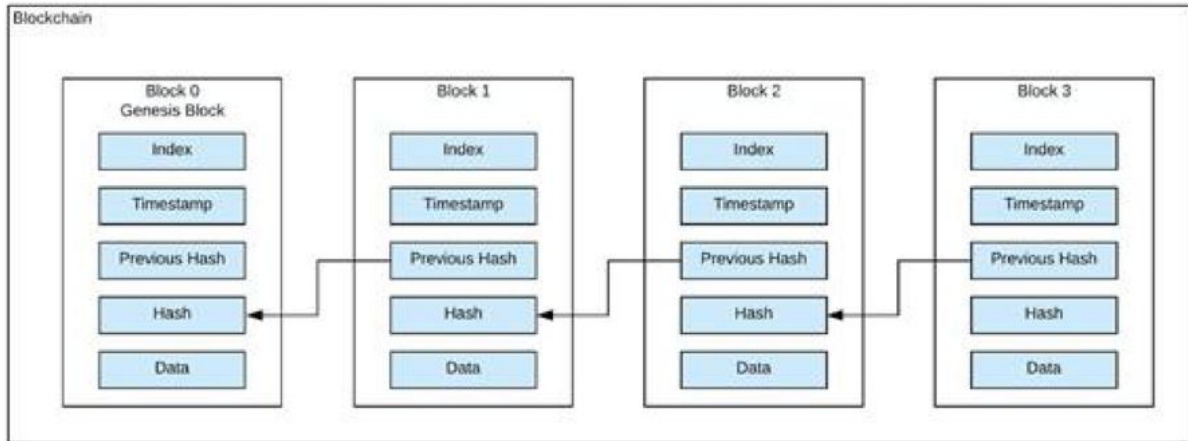 Blockchain
Block 0
Genesis Block
Index
Timestamp
Previous Hash
Hash
Data
Block 1
Index
Timestamp
Previous Hash
Hash
Data
Block 2
Index
Timestamp
Previous Hash
Hash
Data
Block 3
Index
Timestamp
Previous Hash
Hash
Data